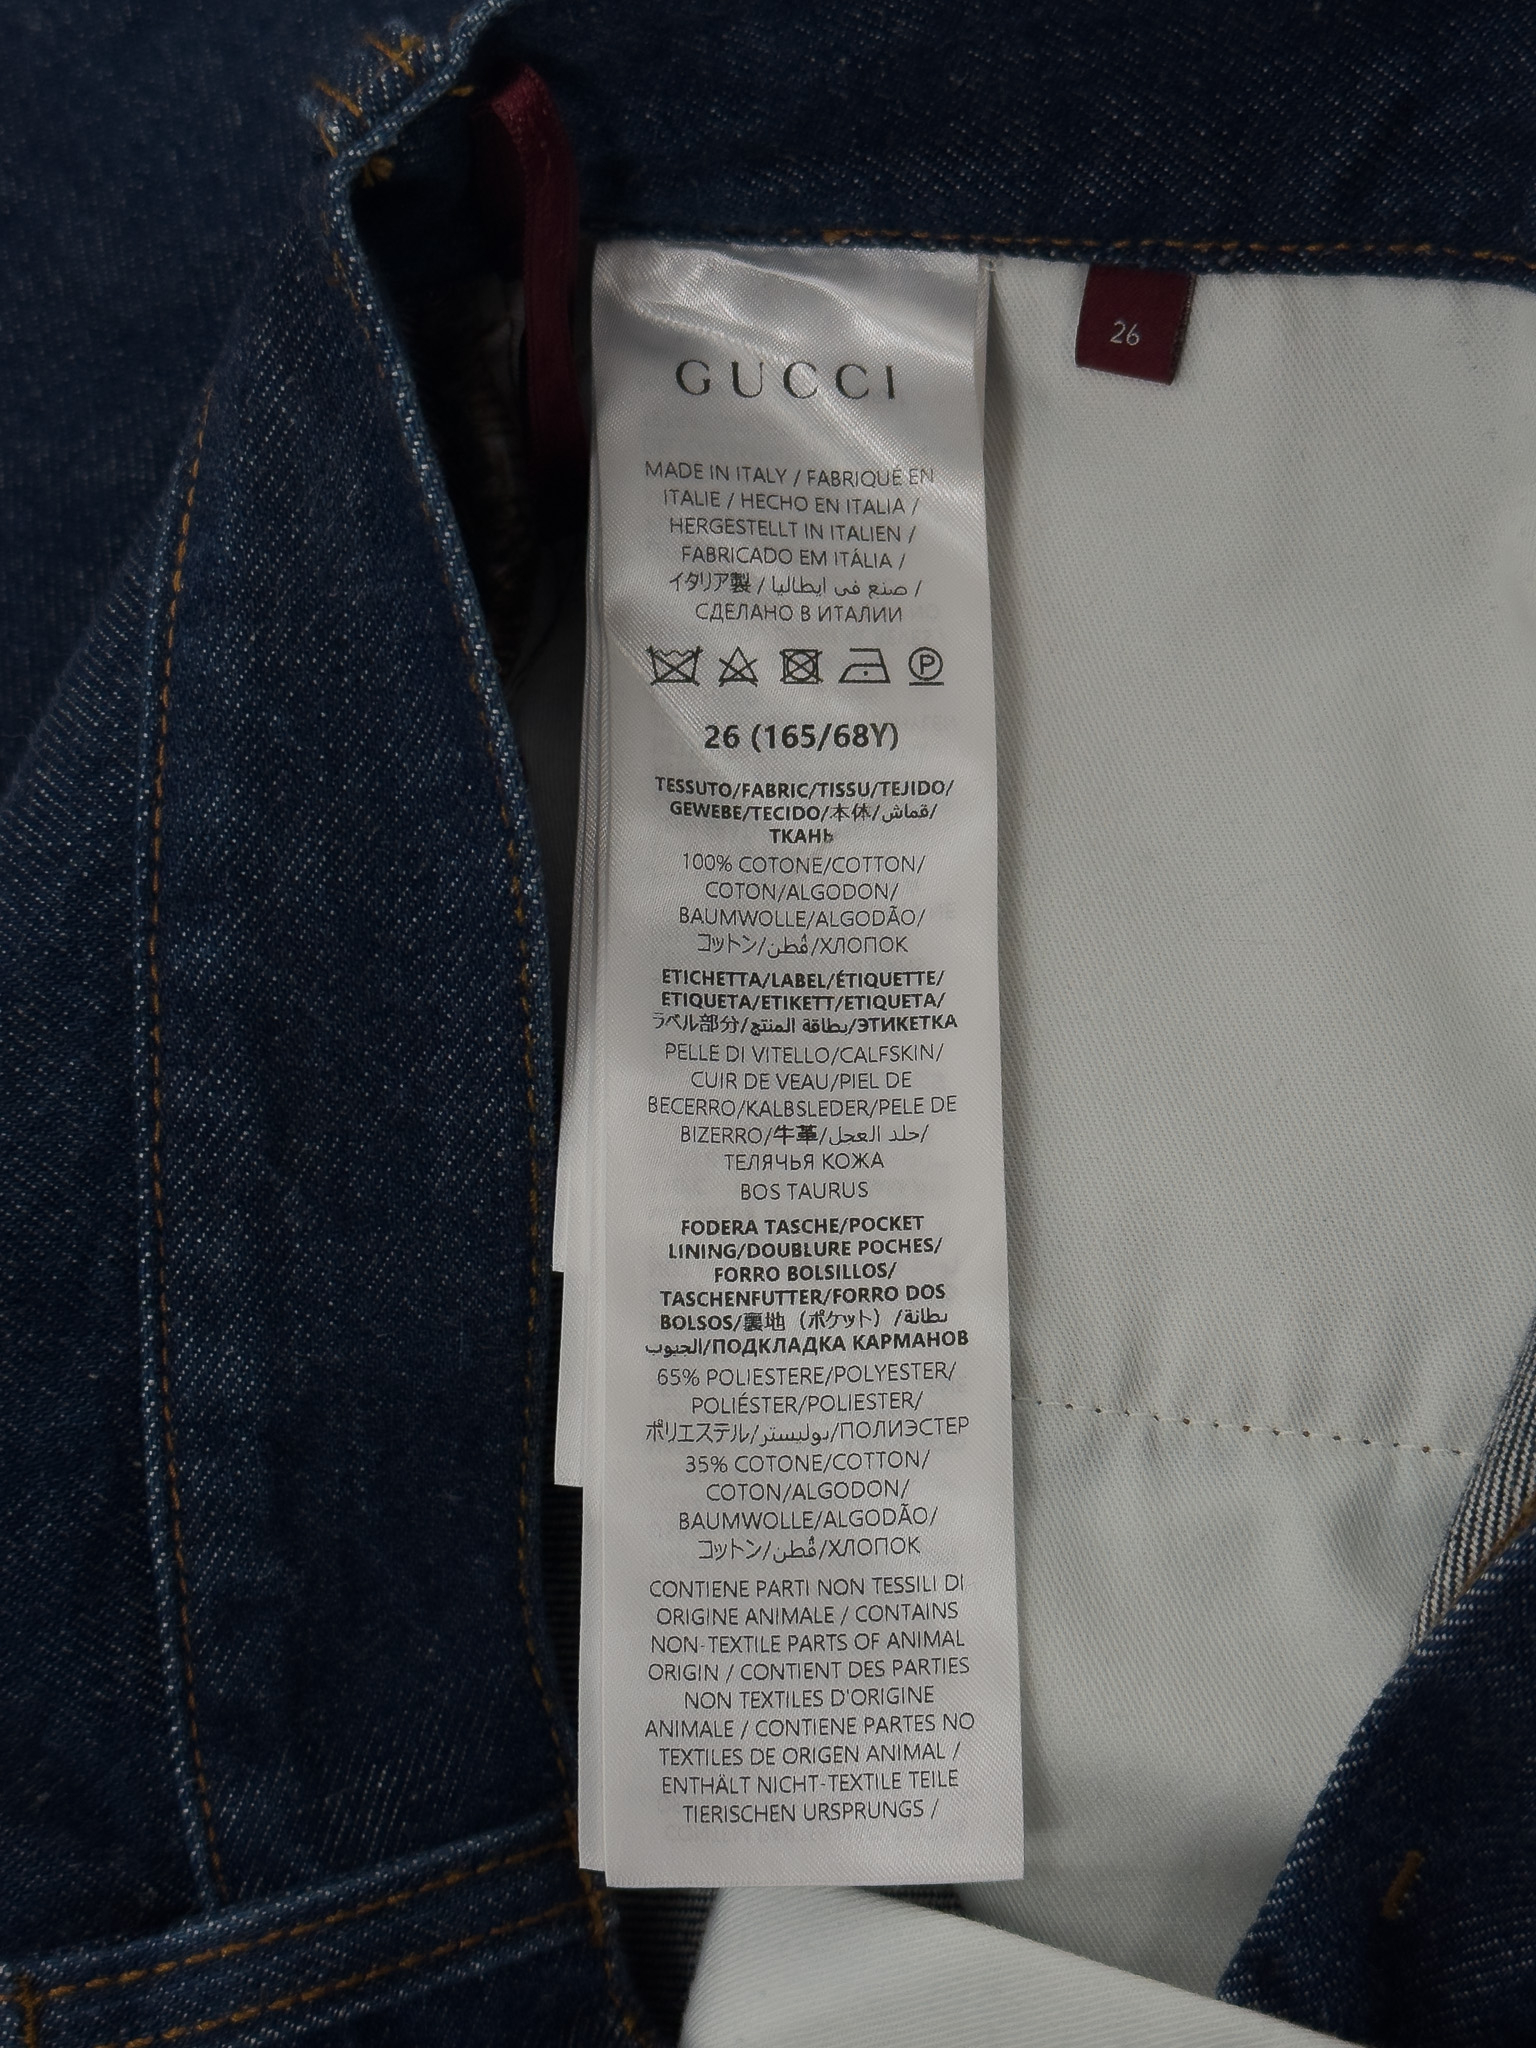 GUCCI
26
MADE IN ITALY / FABRIQUÉ EN
ITALIE / HECHO EN ITALIA /
HERGESTELLT IN ITALIEN /
FABRICADO EM ITÁLIA /
イタリア製 / صنع في ايطاليا /
СДЕЛАНО В ИТАЛИИ
P
26 (165/68Y)
TESSUTO/FABRIC/TISSU/TEJIDO/
GEWEBE/TECIDO/本体/قماش/
ТКАНЬ
100% COTONE/COTTON/
COTON/ALGODON/
BAUMWOLLE/ALGODÃO/
コットン/قُطن/ХЛОПОК
ETICHETTA/LABEL/ÉTIQUETTE/
ETIQUETA/ETIKETT/ETIQUETA/
ラベル部分/بطاقة المنتج/ЭТИКЕТКА
PELLE DI VITELLO/CALFSKIN/
CUIR DE VEAU/PIEL DE
BECERRO/KALBSLEDER/PELE DE
BIZERRO/牛革/جلد العجل/
ТЕЛЯЧЬЯ КОЖА
BOS TAURUS
FODERA TASCHE/POCKET
LINING/DOUBLURE POCHES/
FORRO BOLSILLOS/
TASCHENFUTTER/FORRO DOS
BOLSOS/裏地（ポケット）/بطانة
الجيوب/ПОДКЛАДКА КАРМАНОВ
65% POLIESTERE/POLYESTER/
POLIÉSTER/POLIESTER/
ポリエステル/بوليستر/ПОЛИЭСТЕР
35% COTONE/COTTON/
COTON/ALGODON/
BAUMWOLLE/ALGODÃO/
コットン/قُطن/ХЛОПОК
CONTIENE PARTI NON TESSILI DI
ORIGINE ANIMALE / CONTAINS
NON-TEXTILE PARTS OF ANIMAL
ORIGIN / CONTIENT DES PARTIES
NON TEXTILES D'ORIGINE
ANIMALE / CONTIENE PARTES NO
TEXTILES DE ORIGEN ANIMAL /
ENTHÄLT NICHT-TEXTILE TEILE
TIERISCHEN URSPRUNGS /